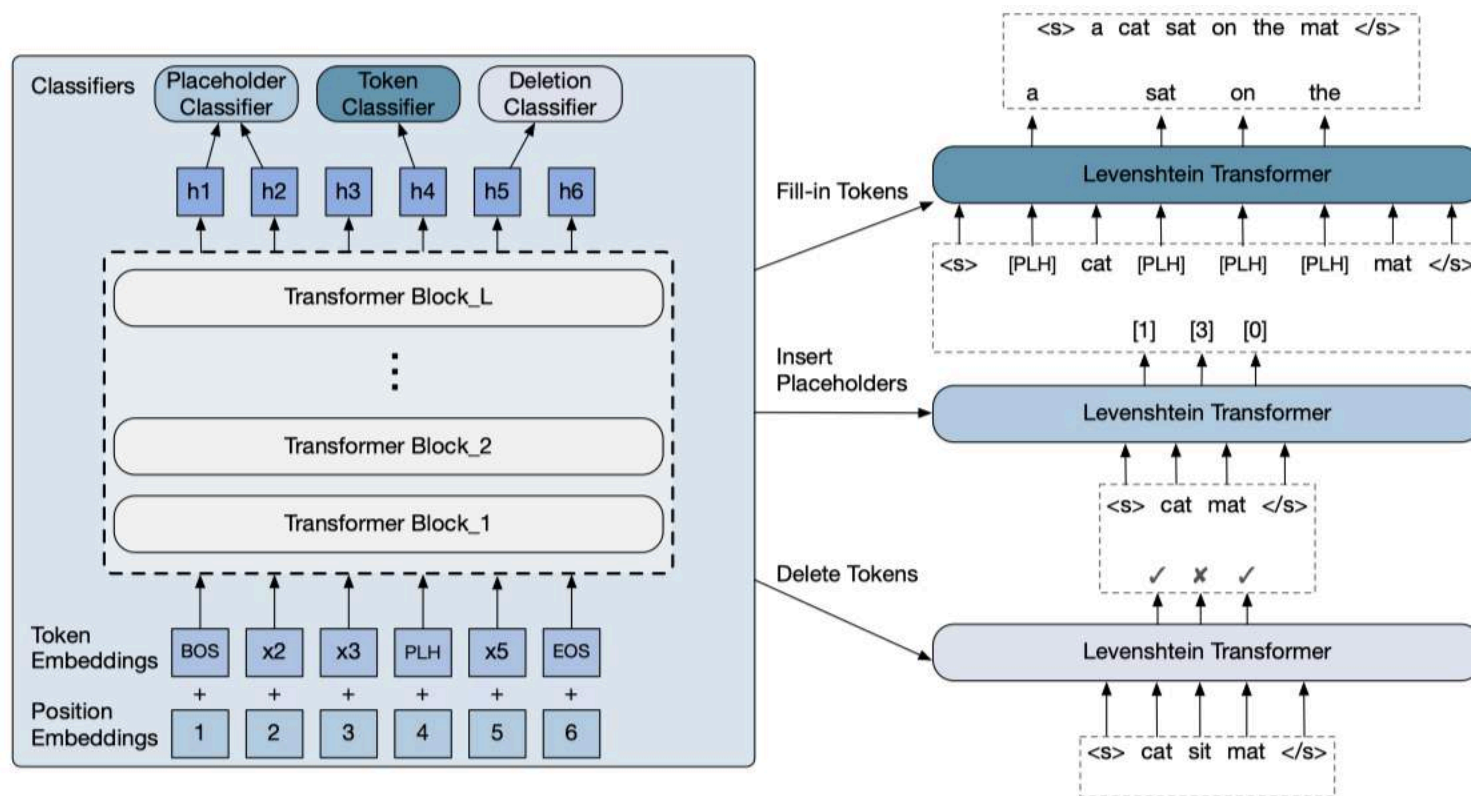 Classifiers
Placeholder
Classifier
Token
Classifier
Deletion
Classifier
h1 h2 h3 h4 h5 h6
Transformer Block_L
⋮
Transformer Block_2
Transformer Block_1
Token
Embeddings
BOS x2 x3 PLH x5 EOS
+ + + + + +
Position
Embeddings
1 2 3 4 5 6
Fill-in Tokens
Insert
Placeholders
Delete Tokens
<s> a cat sat on the mat </s>
a sat on the
Levenshtein Transformer
<s> [PLH] cat [PLH] [PLH] [PLH] mat </s>
[1] [3] [0]
Levenshtein Transformer
<s> cat mat </s>
✓ ✘ ✓
Levenshtein Transformer
<s> cat sit mat </s>